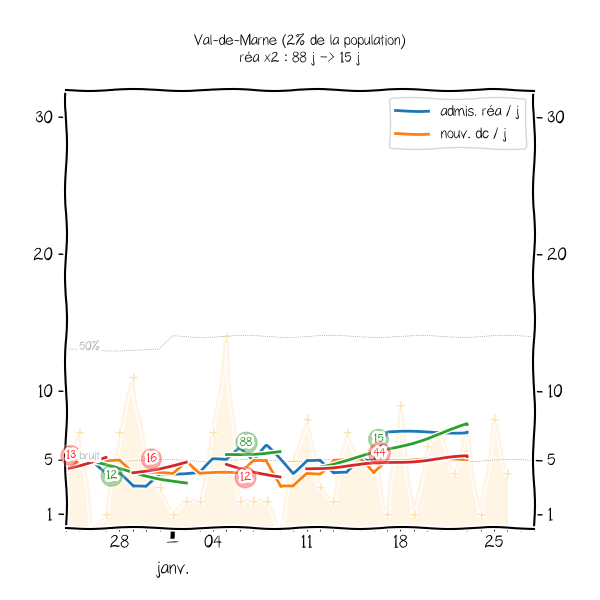 Val-de-Marne (2% de la population)
réa x2 : 88 j -> 15 j
admis. réa / j
nouv. dc / j
30 30
20 20
50%
10 10
88 15
13 bruit 16 44
5 5
12 12
1 1
28 04 11 18 25
janv.